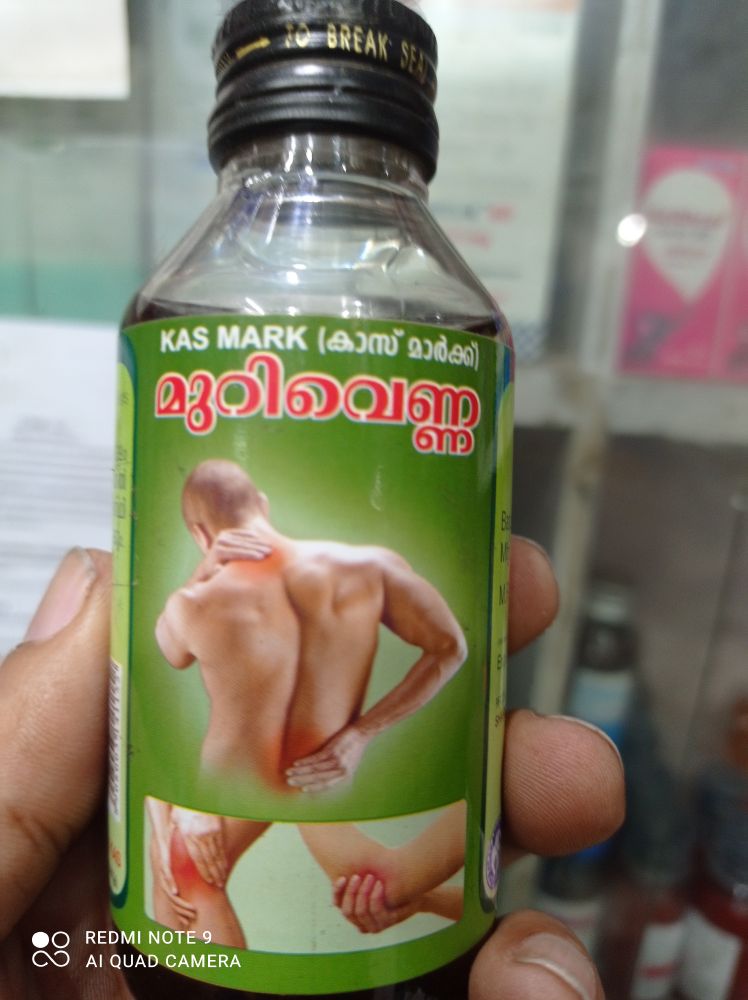 TO BREAK SEAL
KAS MARK (കാസ് മാർക്ക്)
മുറിവെണ്ണ
REDMI NOTE 9
AI QUAD CAMERA